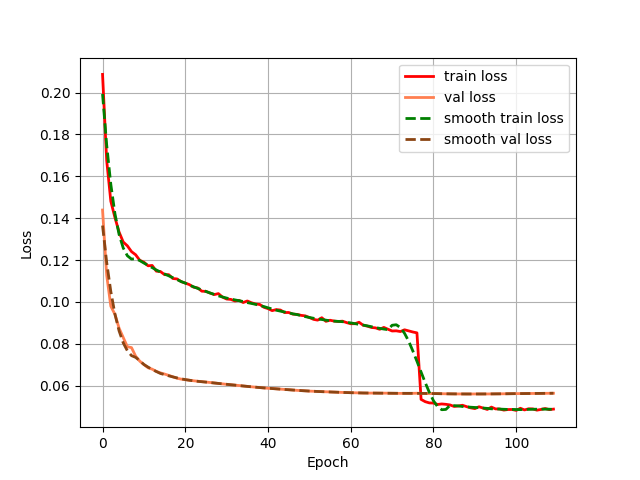 train loss
val loss
smooth train loss
smooth val loss
0.20
0.18
0.16
0.14
0.12
0.10
0.08
0.06
Loss
0 20 40 60 80 100
Epoch